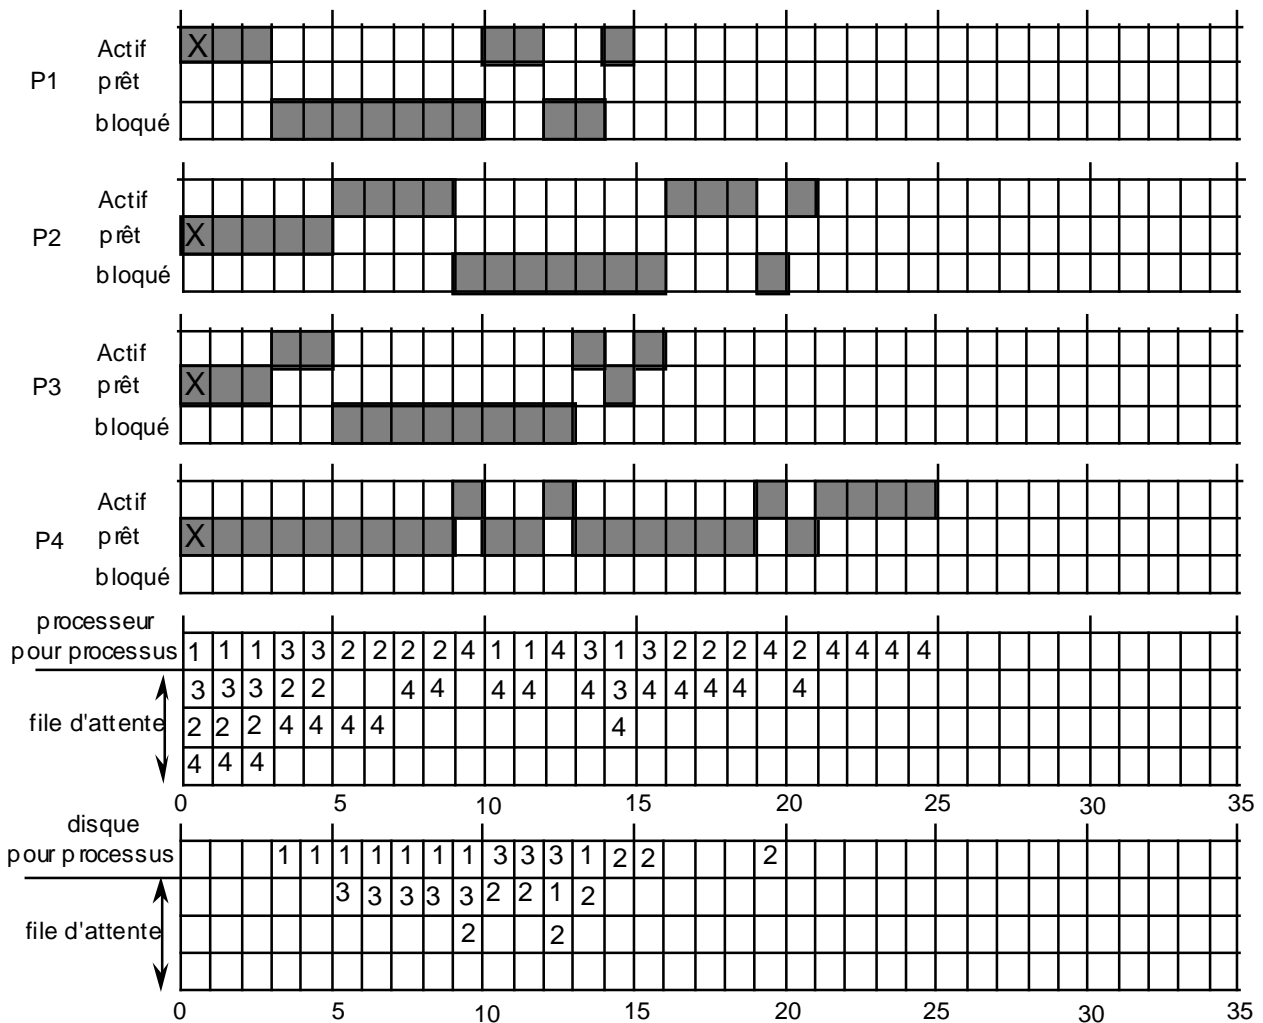 X
Actif
P1
prêt
bloqué
Actif
P2
prêt
X
bloqué
Actif
P3
prêt
X
bloqué
Actif
P4
prêt
X
bloqué
processeur
pour processus 1 1 1 3 3 2 2 2 2 4 1 1 4 3 1 3 2 2 2 4 2 4 4 4 4
3 3 3 2 2 4 4 4 4 4 3 4 4 4 4 4
file d'attente 2 2 2 4 4 4 4 4
4 4 4
0 5 10 15 20 25 30 35
disque
pour processus 1 1 1 1 1 1 1 3 3 3 1 2 2 2
3 3 3 3 3 2 2 1 2
file d'attente 2 2
0 5 10 15 20 25 30 35